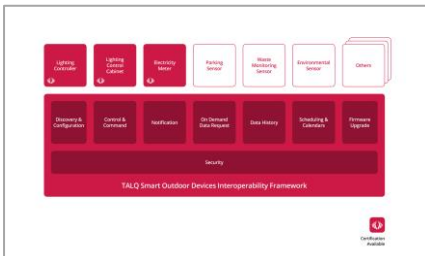 Lighting
Controller
Lighting
Control
Cabinet
Electricity
Meter
Parking
Sensor
Waste
Monitoring
Sensor
Environmental
Sensor
Others
Discovery &
Configuration
Control &
Command
Notification
On Demand
Data Request
Data History
Scheduling &
Calendars
Firmware
Upgrade
Security
TALQ Smart Outdoor Devices Interoperability Framework
Certification
Available